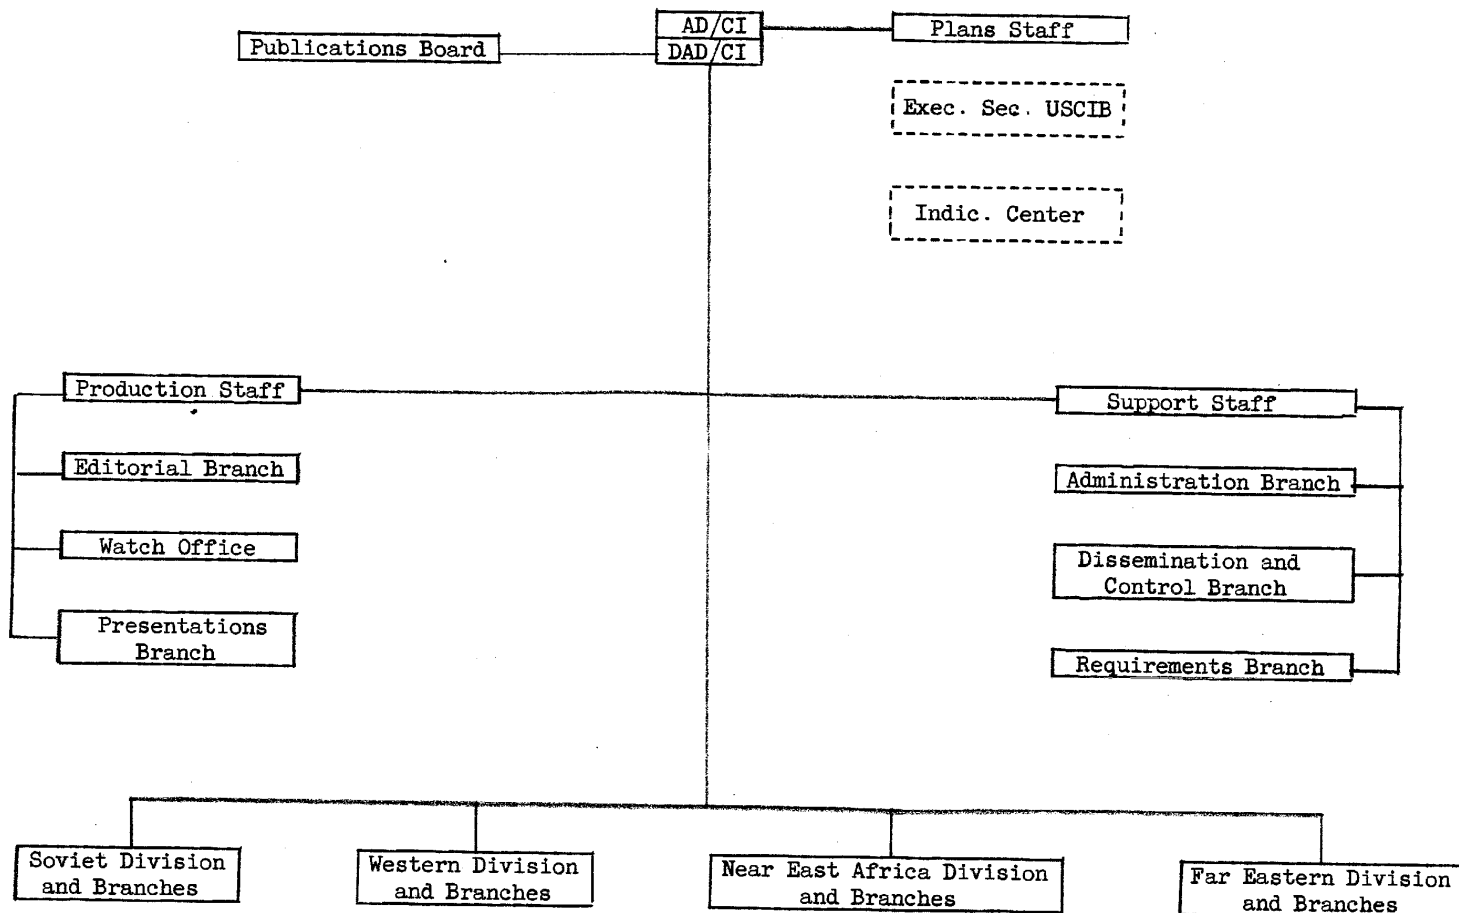 AD/CI
Plans Staff
Publications Board
DAD/CI
Exec. Sec. USCIB
Indic. Center
Production Staff
Editorial Branch
Watch Office
Presentations
Branch
Support Staff
Administration Branch
Dissemination and
Control Branch
Requirements Branch
Soviet Division
and Branches
Western Division
and Branches
Near East Africa Division
and Branches
Far Eastern Division
and Branches